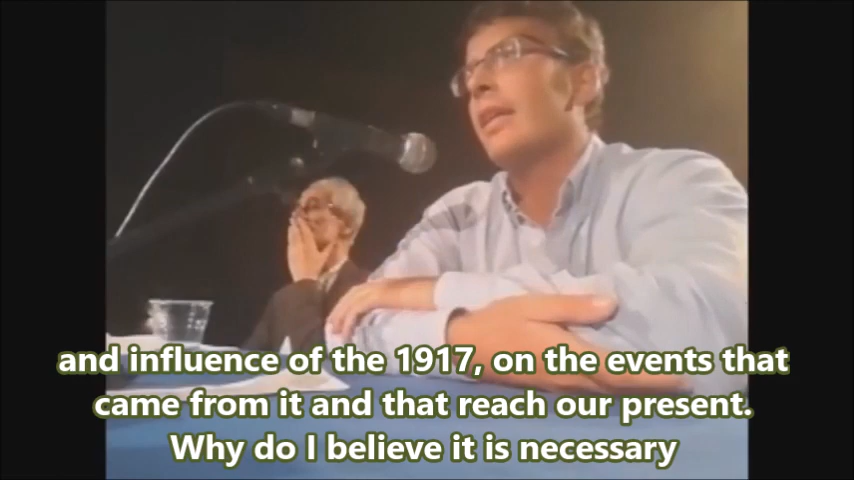 and influence of the 1917, on the events that
came from it and that reach our present.
Why do I believe it is necessary